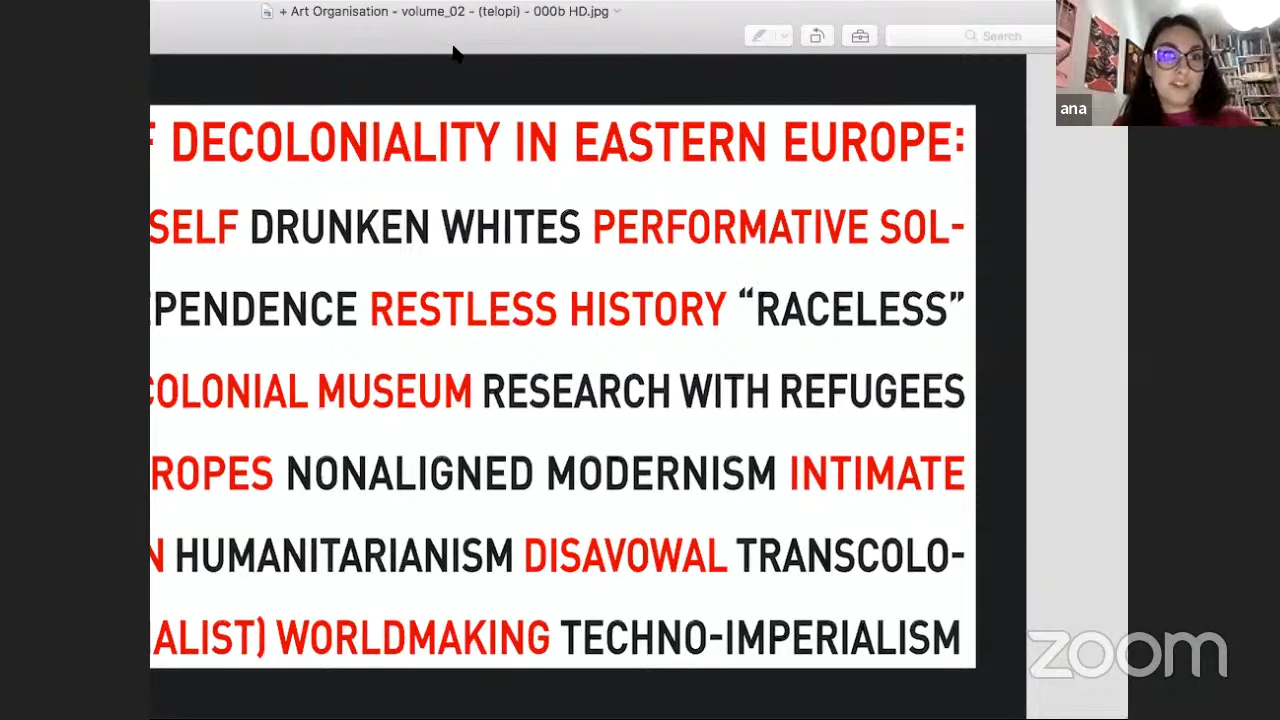 + Art Organisation - volume_02 - (telopi) - 000b HD.jpg
Search
ana
DECOLONIALITY IN EASTERN EUROPE:
SELF DRUNKEN WHITES PERFORMATIVE SOL-
PENDENCE RESTLESS HISTORY “RACELESS”
COLONIAL MUSEUM RESEARCH WITH REFUGEES
ROPES NONALIGNED MODERNISM INTIMATE
N HUMANITARIANISM DISAVOWAL TRANSCOLO-
ALIST) WORLDMAKING TECHNO-IMPERIALISM
zoom